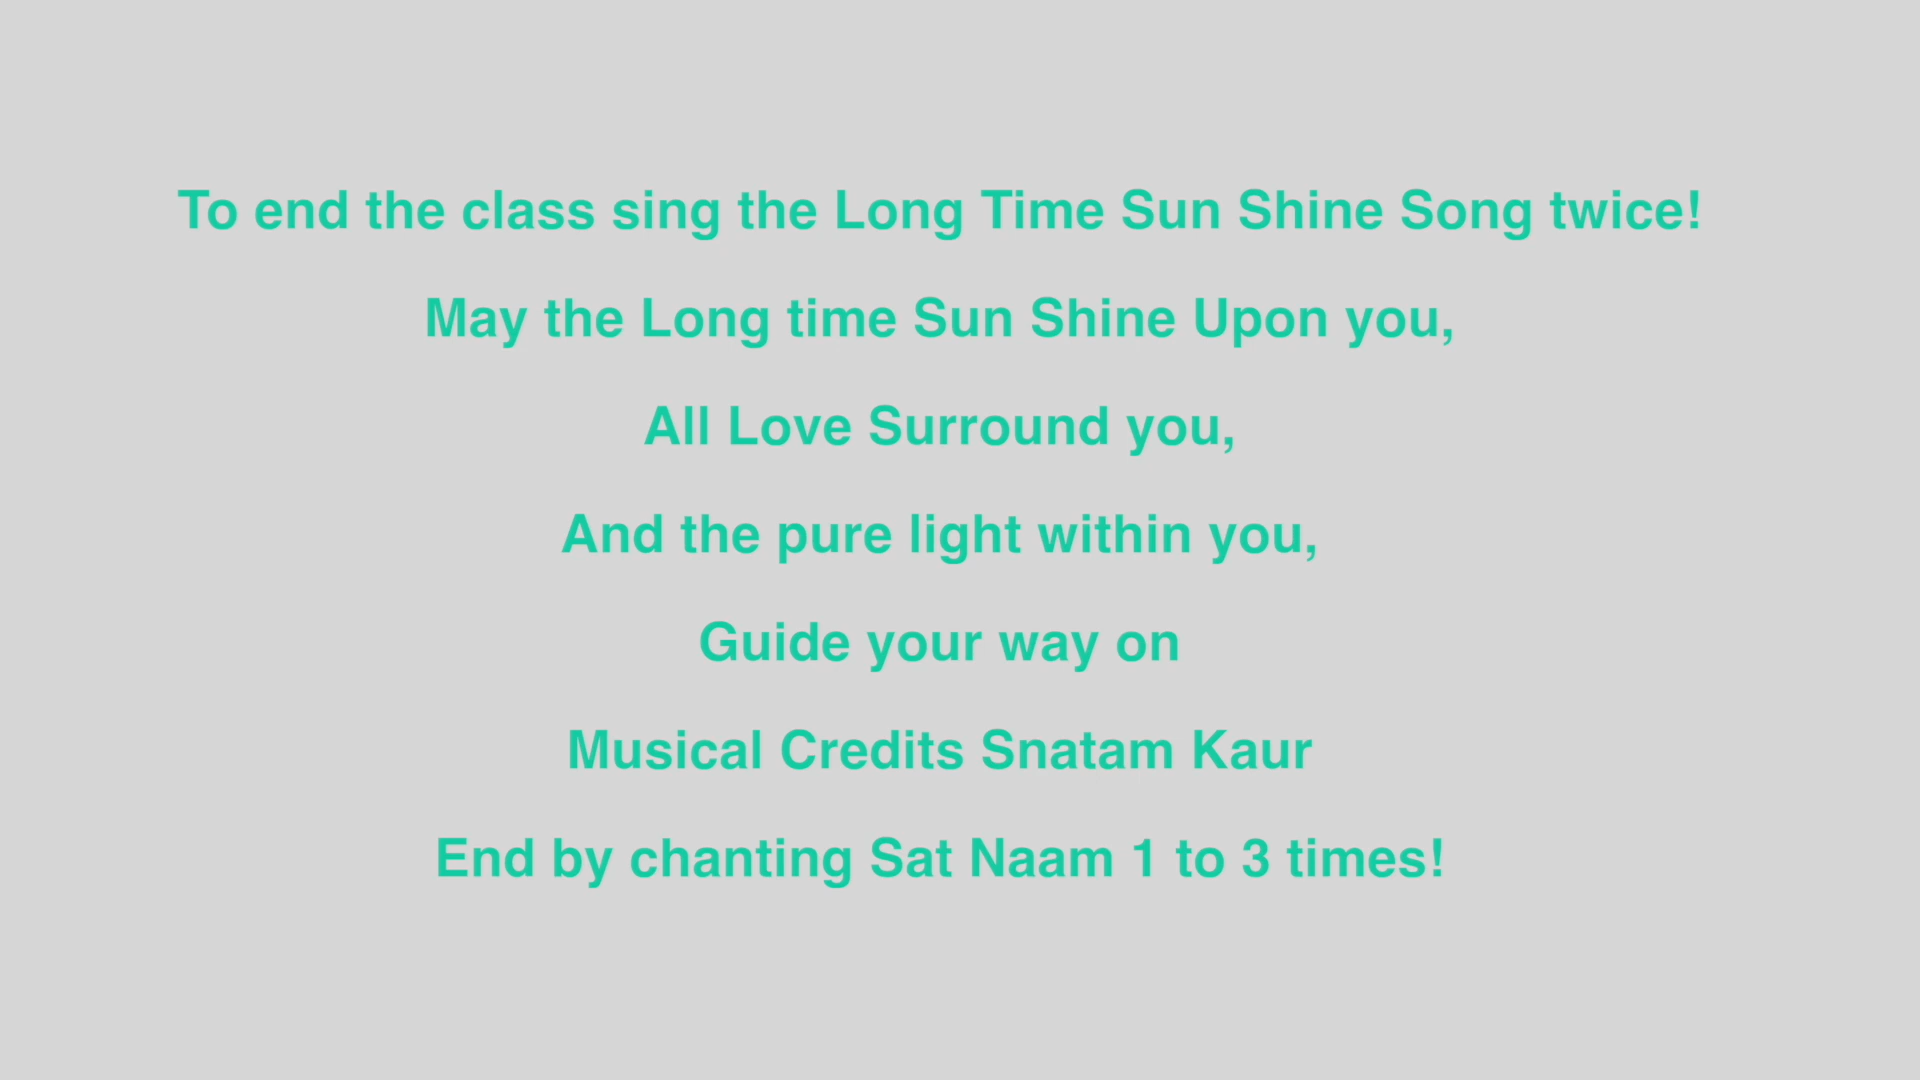 To end the class sing the Long Time Sun Shine Song twice!
May the Long time Sun Shine Upon you,
All Love Surround you,
And the pure light within you,
Guide your way on
Musical Credits Snatam Kaur
End by chanting Sat Naam 1 to 3 times!